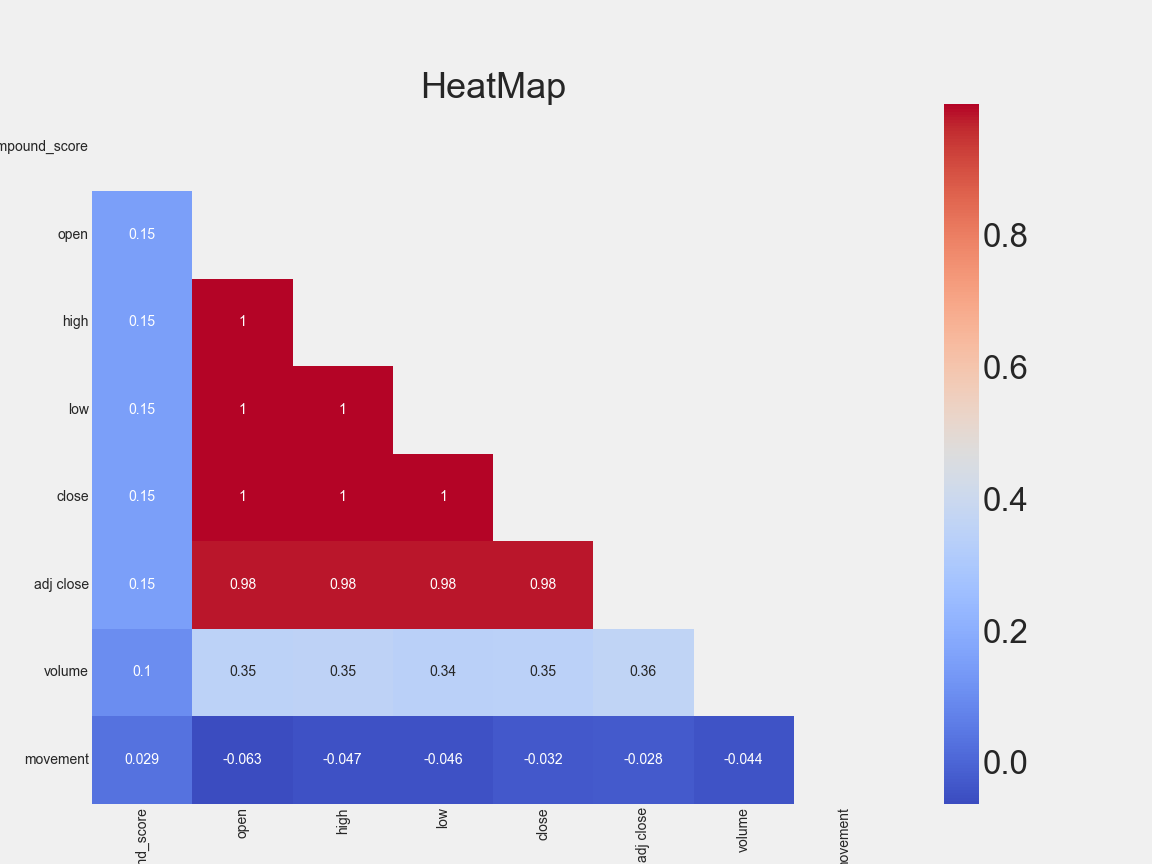 HeatMap
mpound_score
open
0.15
high
0.15 1
low
0.15 1 1
close
0.15 1 1 1
adj close
0.15 0.98 0.98 0.98 0.98
volume
0.1 0.35 0.35 0.34 0.35 0.36
movement
0.029 -0.063 -0.047 -0.046 -0.032 -0.028 -0.044
nd_score
open
high
low
close
adj close
volume
ovement
0.8
0.6
0.4
0.2
0.0